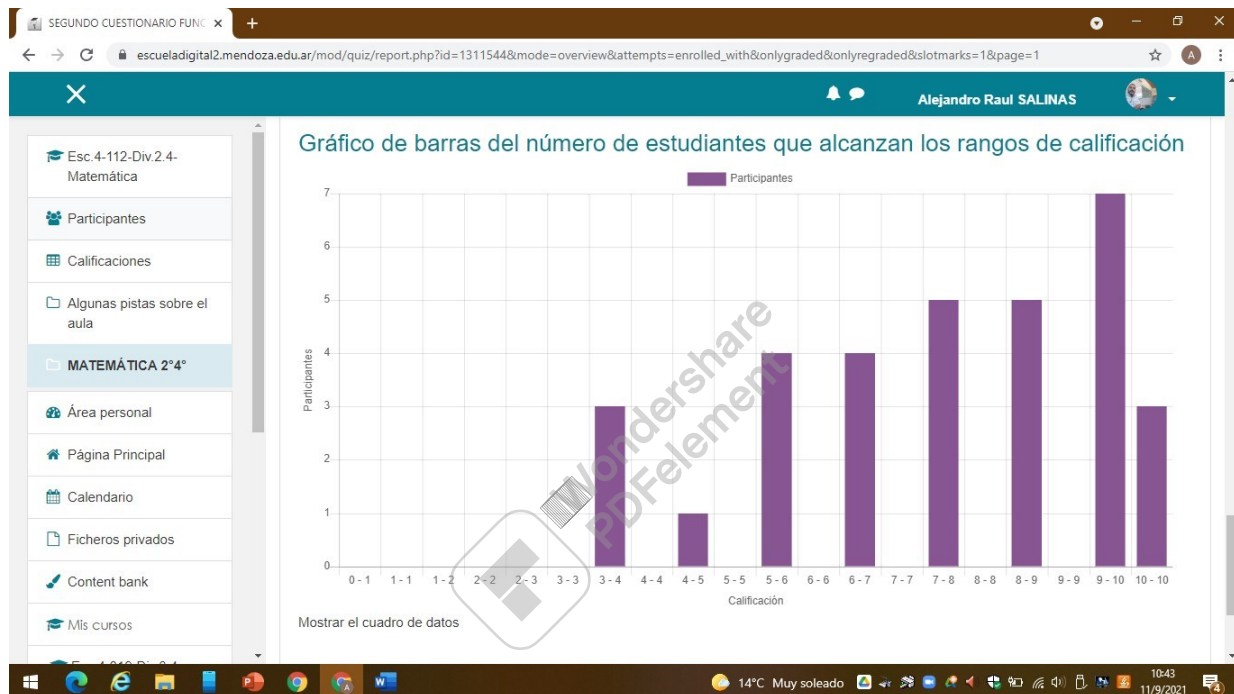 SEGUNDO CUESTIONARIO FUNC
escueladigital2.mendoza.edu.ar/mod/quiz/report.php?id=1311544&mode=overview&attempts=enrolled_with&onlygraded&onlyregraded&slotmarks=1&page=1
A
Alejandro Raul SALINAS
Esc.4-112-Div.2.4-
Matemática
Participantes
Calificaciones
Algunas pistas sobre el
aula
MATEMÁTICA 2°4°
Área personal
Página Principal
Calendario
Ficheros privados
Content bank
Mis cursos
Gráfico de barras del número de estudiantes que alcanzan los rangos de calificación
Participantes
7
6
5
4
3
2
1
0
Participantes
0 - 1 1 - 1 1 - 2 2 - 2 2 - 3 3 - 3 3 - 4 4 - 4 4 - 5 5 - 5 5 - 6 6 - 6 6 - 7 7 - 7 7 - 8 8 - 8 8 - 9 9 - 9 9 - 10 10 - 10
Calificación
Mostrar el cuadro de datos
Wondershare
PDFelement
14°C Muy soleado
10:43
11/9/2021